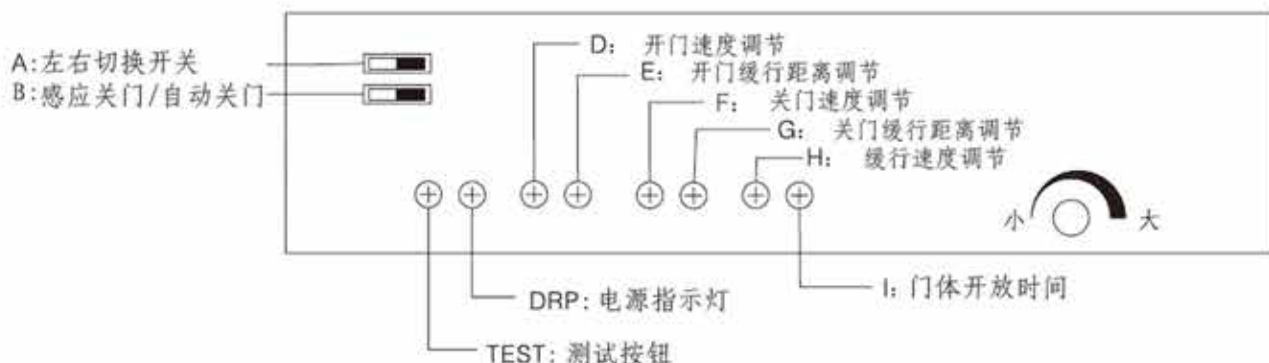 A:左右切换开关
B:感应关门/自动关门
D: 开门速度调节
E: 开门缓行距离调节
F: 关门速度调节
G: 关门缓行距离调节
H: 缓行速度调节
小 大
DRP:电源指示灯
I: 门体开放时间
TEST: 测试按钮